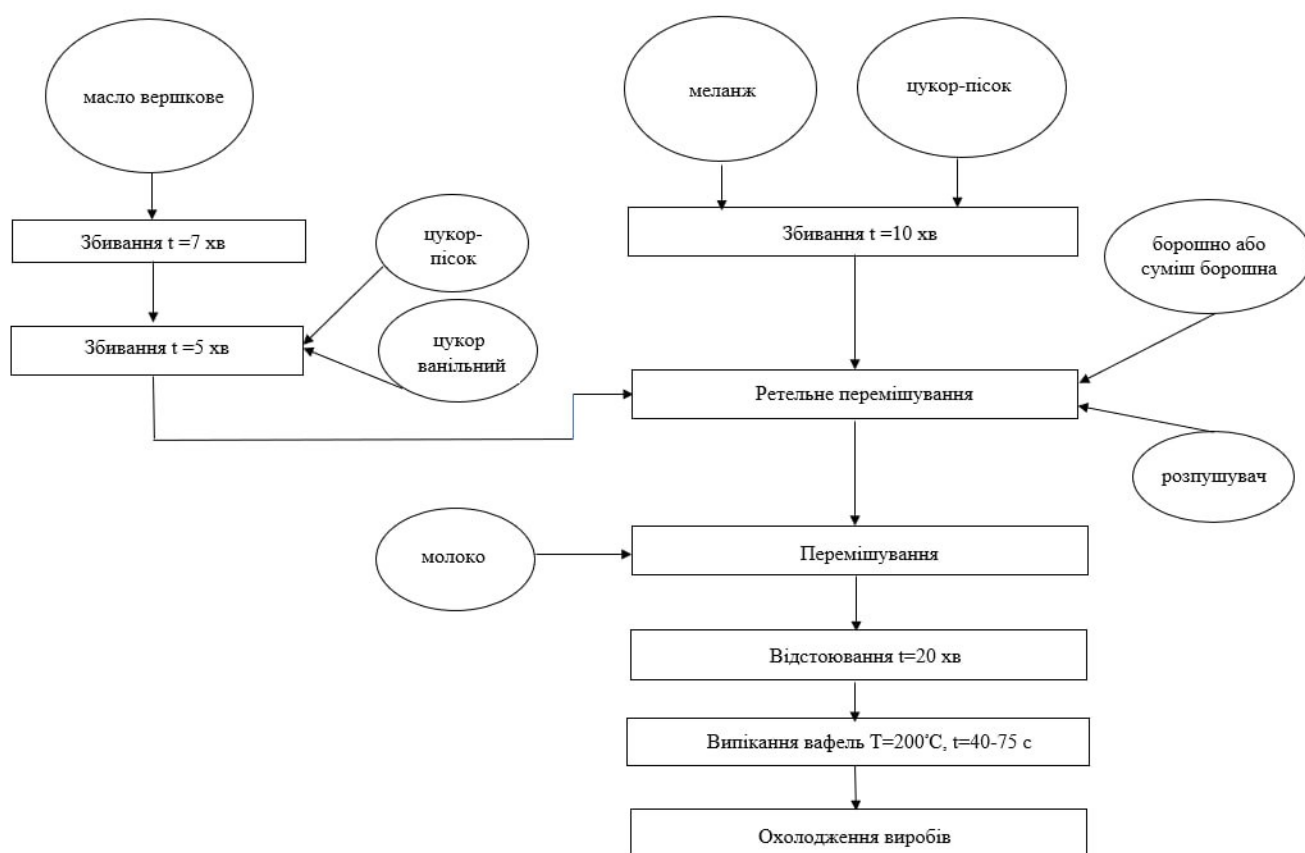 масло вершкове
меланж
цукор-пісок
Збивання t =7 хв
цукор-
пісок
Збивання t =10 хв
борошно або
суміш борошна
Збивання t =5 хв
цукор
ванільний
Ретельне перемішування
розпушувач
молоко
Перемішування
Відстоювання t=20 хв
Випікання вафель T=200°C, t=40-75 с
Охолодження виробів